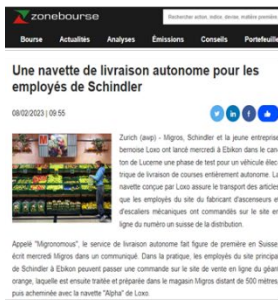 zonebourse
Rechercher action, indice, devise, matière première
Bourse Actualités Analyses Émissions Conseils Portefeuille
Une navette de livraison autonome pour les
employés de Schindler
08/02/2023 | 09:55
Zurich (awp) - Migros, Schindler et la jeune entreprise
bernoise Loxo ont lancé mercredi à Ebikon dans le can-
ton de Lucerne une phase de test pour un véhicule élec-
trique de livraison de courses entièrement autonome. La
navette conçue par Loxo assure le transport des articles
que les employés du site du fabricant d'ascenseurs et
d'escaliers mécaniques ont commandés sur le site en
ligne du numéro un suisse de la distribution.
Appelé "Migronomous", le service de livraison autonome fait figure de première en Suisse,
écrit mercredi Migros dans un communiqué. Dans la pratique, les employés du site principal
de Schindler à Ebikon peuvent passer une commande sur le site de vente en ligne du géant
orange, laquelle est ensuite traitée et préparée dans le magasin Migros distant de 500 mètres
puis acheminée avec la navette "Alpha" de Loxo.